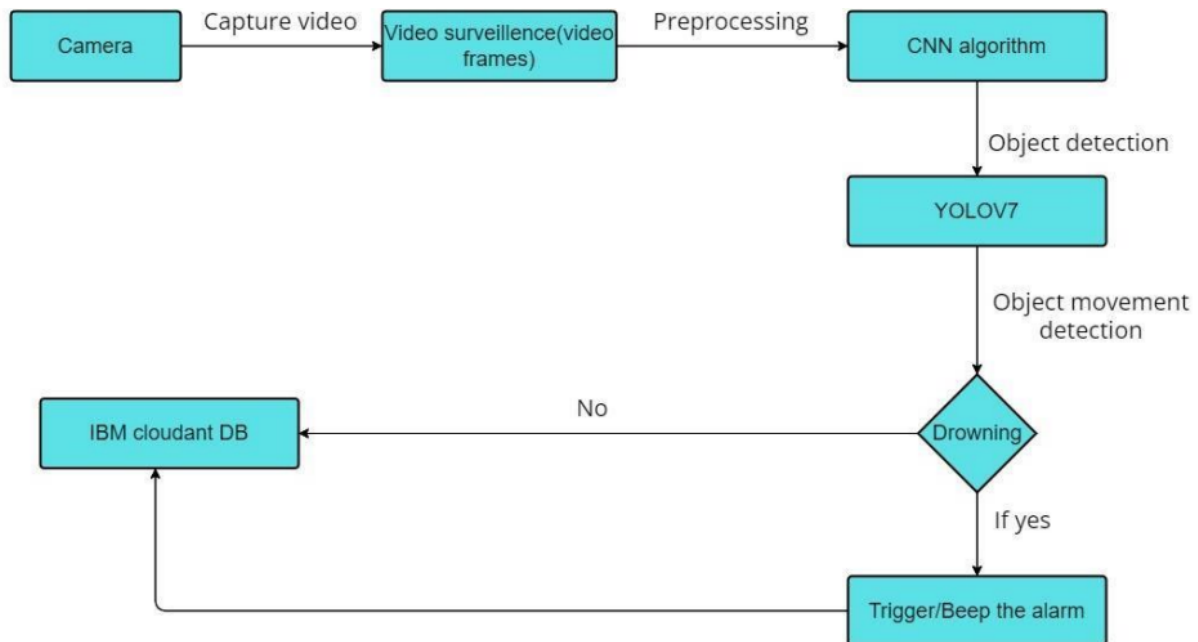 Capture video
Preprocessing
Camera
Video surveillence(video
frames)
CNN algorithm
Object detection
YOLOV7
Object movement
detection
No
IBM cloudant DB
Drowning
If yes
Trigger/Beep the alarm